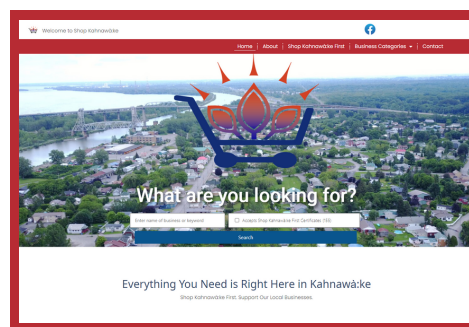 Welcome to Shop Kahnawà:ke
Home | About | Shop Kahnawà:ke First | Business Categories | Contact
What are you looking for?
Enter name of business or keyword
Accepts Shop Kahnawà:ke First Certificates (156)
Search
Everything You Need is Right Here in Kahnawà:ke
Shop Kahnawà:ke First. Support Our Local Businesses.